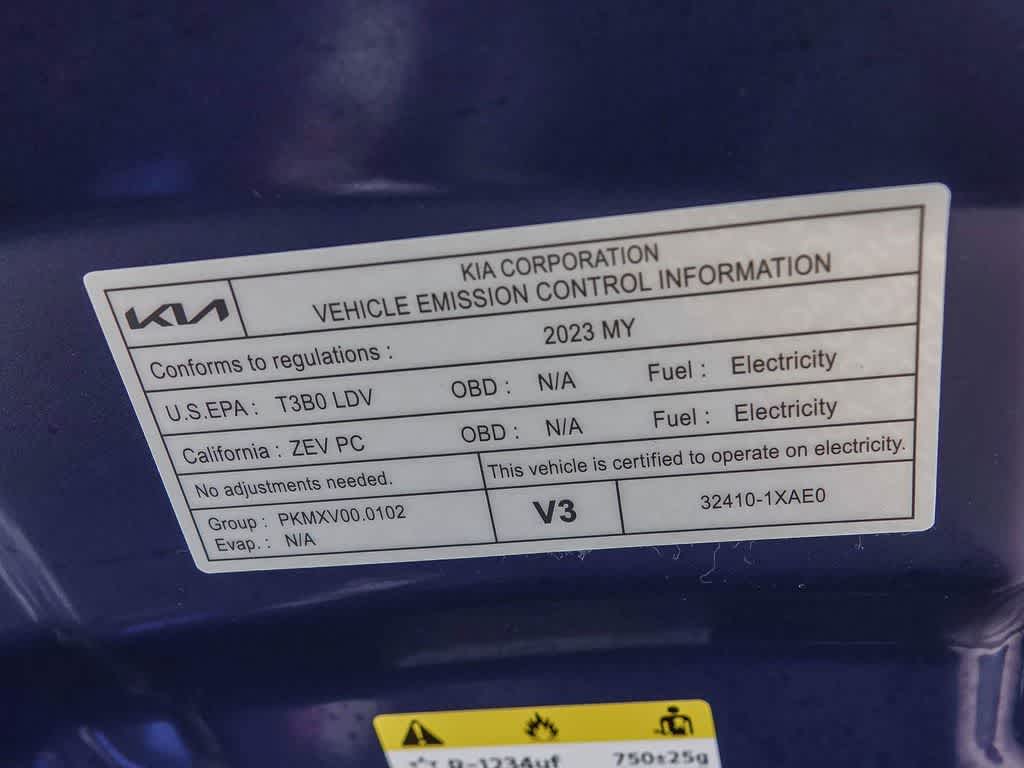 KIA
KIA CORPORATION
VEHICLE EMISSION CONTROL INFORMATION
Conforms to regulations : 2023 MY
U.S.EPA : T3B0 LDV OBD : N/A Fuel : Electricity
California : ZEV PC OBD : N/A Fuel : Electricity
No adjustments needed. This vehicle is certified to operate on electricity.
Group : PKMXV00.0102
Evap. : N/A
V3
32410-1XAE0
R-1234yf 750±25g